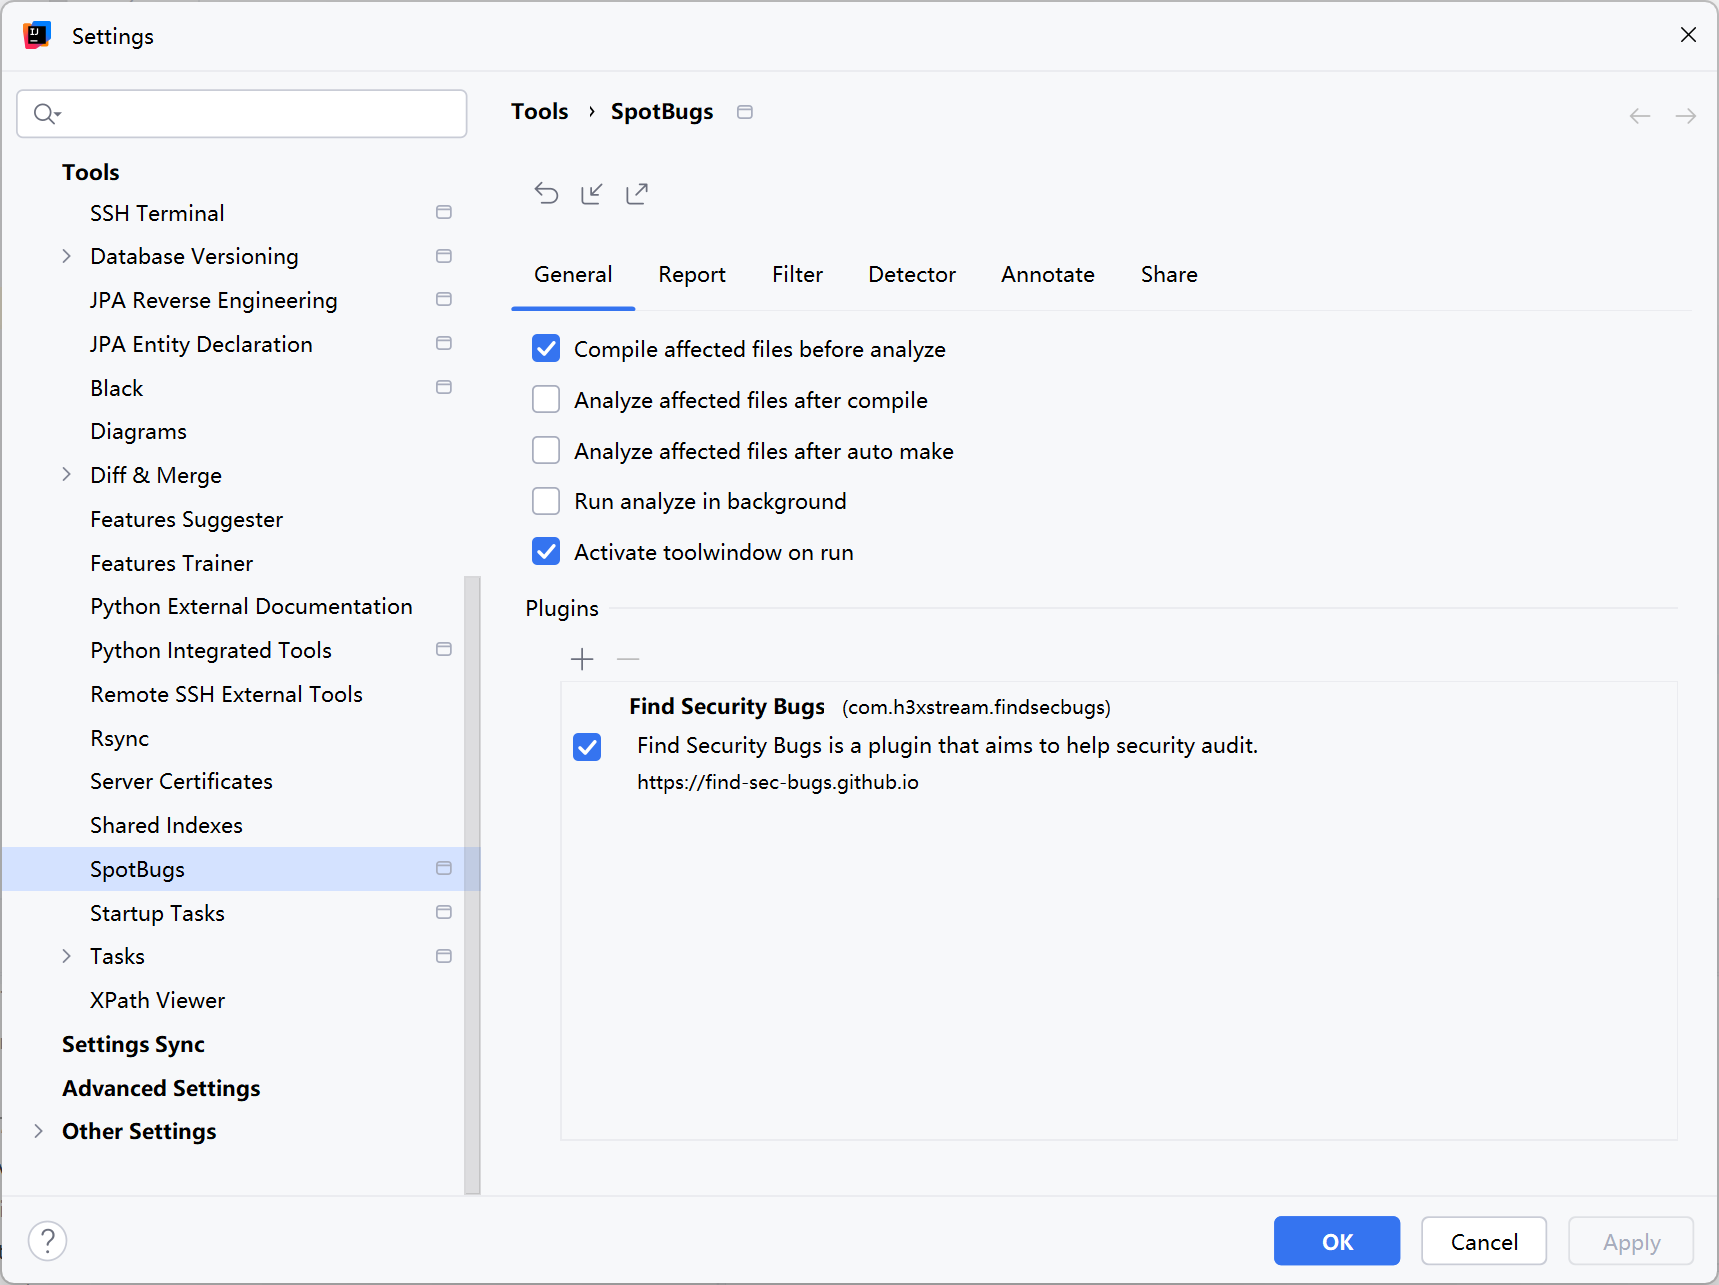 Settings
Tools
SSH Terminal
Database Versioning
JPA Reverse Engineering
JPA Entity Declaration
Black
Diagrams
Diff & Merge
Features Suggester
Features Trainer
Python External Documentation
Python Integrated Tools
Remote SSH External Tools
Rsync
Server Certificates
Shared Indexes
SpotBugs
Startup Tasks
Tasks
XPath Viewer
Settings Sync
Advanced Settings
Other Settings
Tools › SpotBugs
General Report Filter Detector Annotate Share
Compile affected files before analyze
Analyze affected files after compile
Analyze affected files after auto make
Run analyze in background
Activate toolwindow on run
Plugins
Find Security Bugs (com.h3xstream.findsecbugs)
Find Security Bugs is a plugin that aims to help security audit.
https://find-sec-bugs.github.io
?
OK Cancel Apply